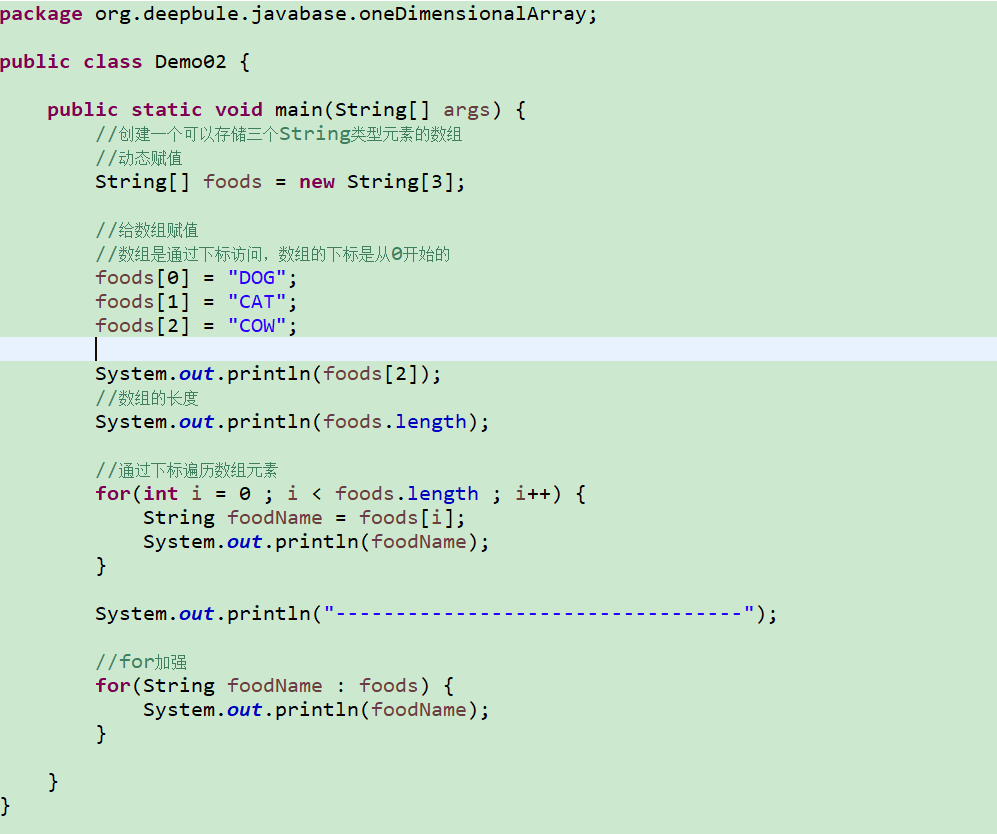 package org.deepbule.javabase.oneDimensionalArray;
public class Demo02 {
public static void main(String[] args) {
//创建一个可以存储三个String类型元素的数组
//动态赋值
String[] foods = new String[3];
//给数组赋值
//数组是通过下标访问，数组的下标是从0开始的
foods[0] = "DOG";
foods[1] = "CAT";
foods[2] = "COW";
System.out.println(foods[2]);
//数组的长度
System.out.println(foods.length);
//通过下标遍历数组元素
for(int i = 0 ; i < foods.length ; i++) {
String foodName = foods[i];
System.out.println(foodName);
}
System.out.println("----------------------------------");
//for加强
for(String foodName : foods) {
System.out.println(foodName);
}
}
}